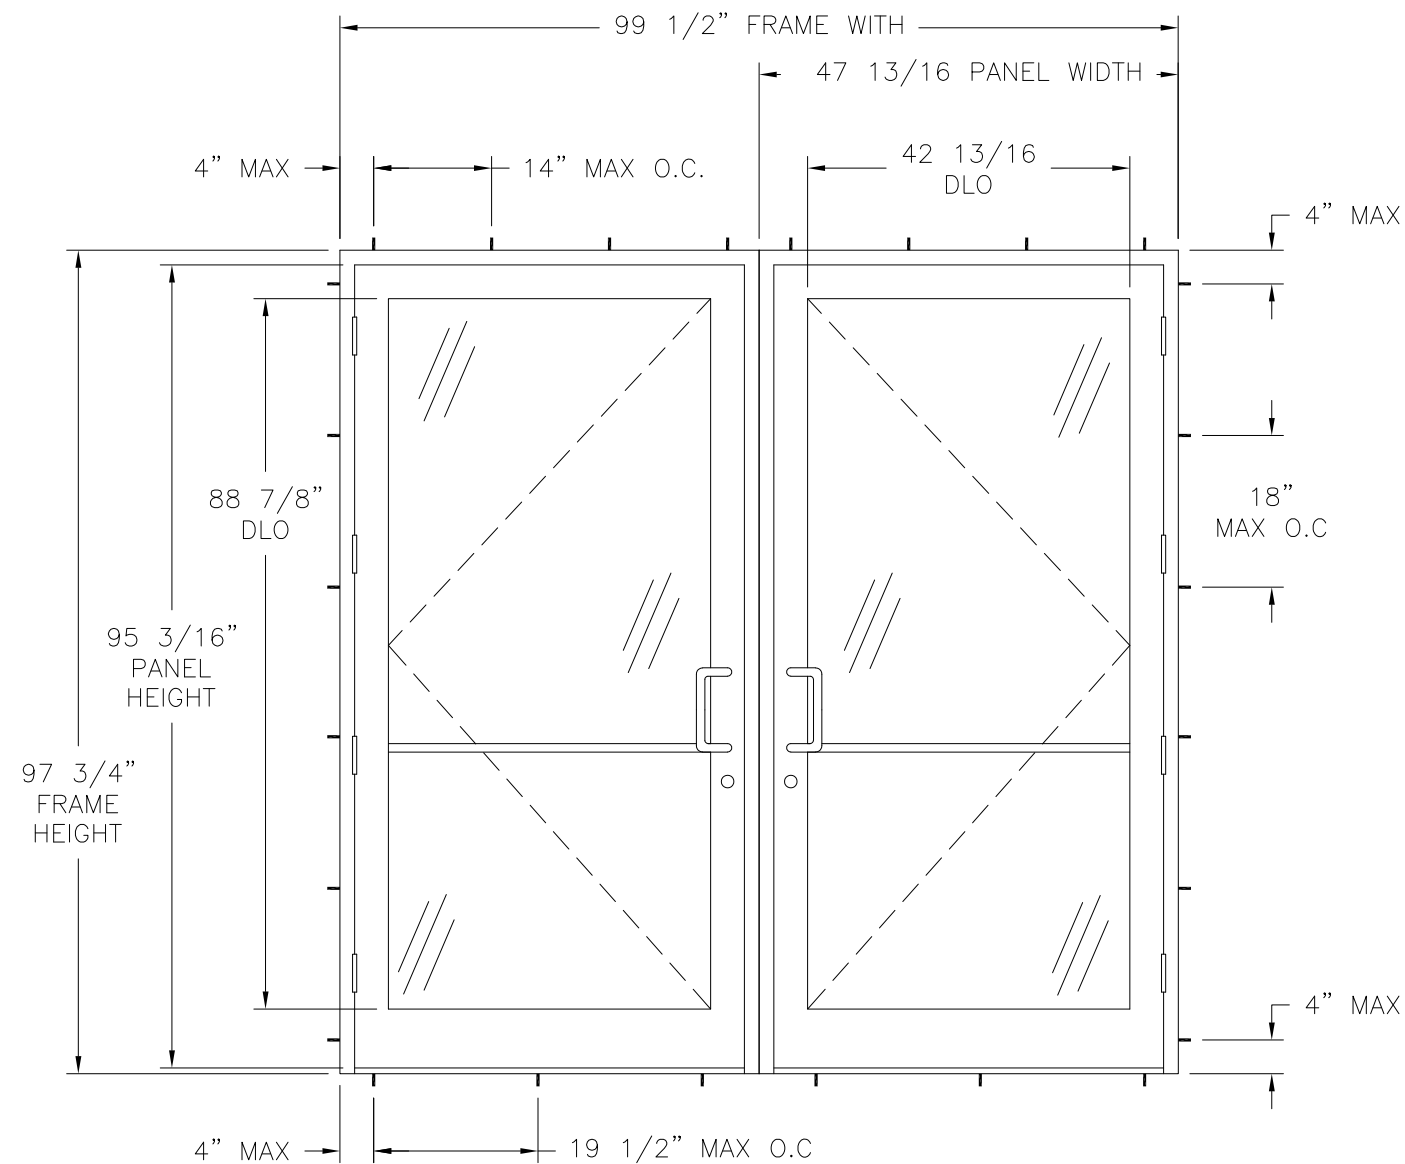 99 1/2” FRAME WITH
47 13/16 PANEL WIDTH
4” MAX
14” MAX O.C.
42 13/16
DLO
4” MAX
88 7/8”
DLO
18”
MAX O.C
95 3/16”
PANEL
HEIGHT
97 3/4”
FRAME
HEIGHT
4” MAX
4” MAX
19 1/2” MAX O.C